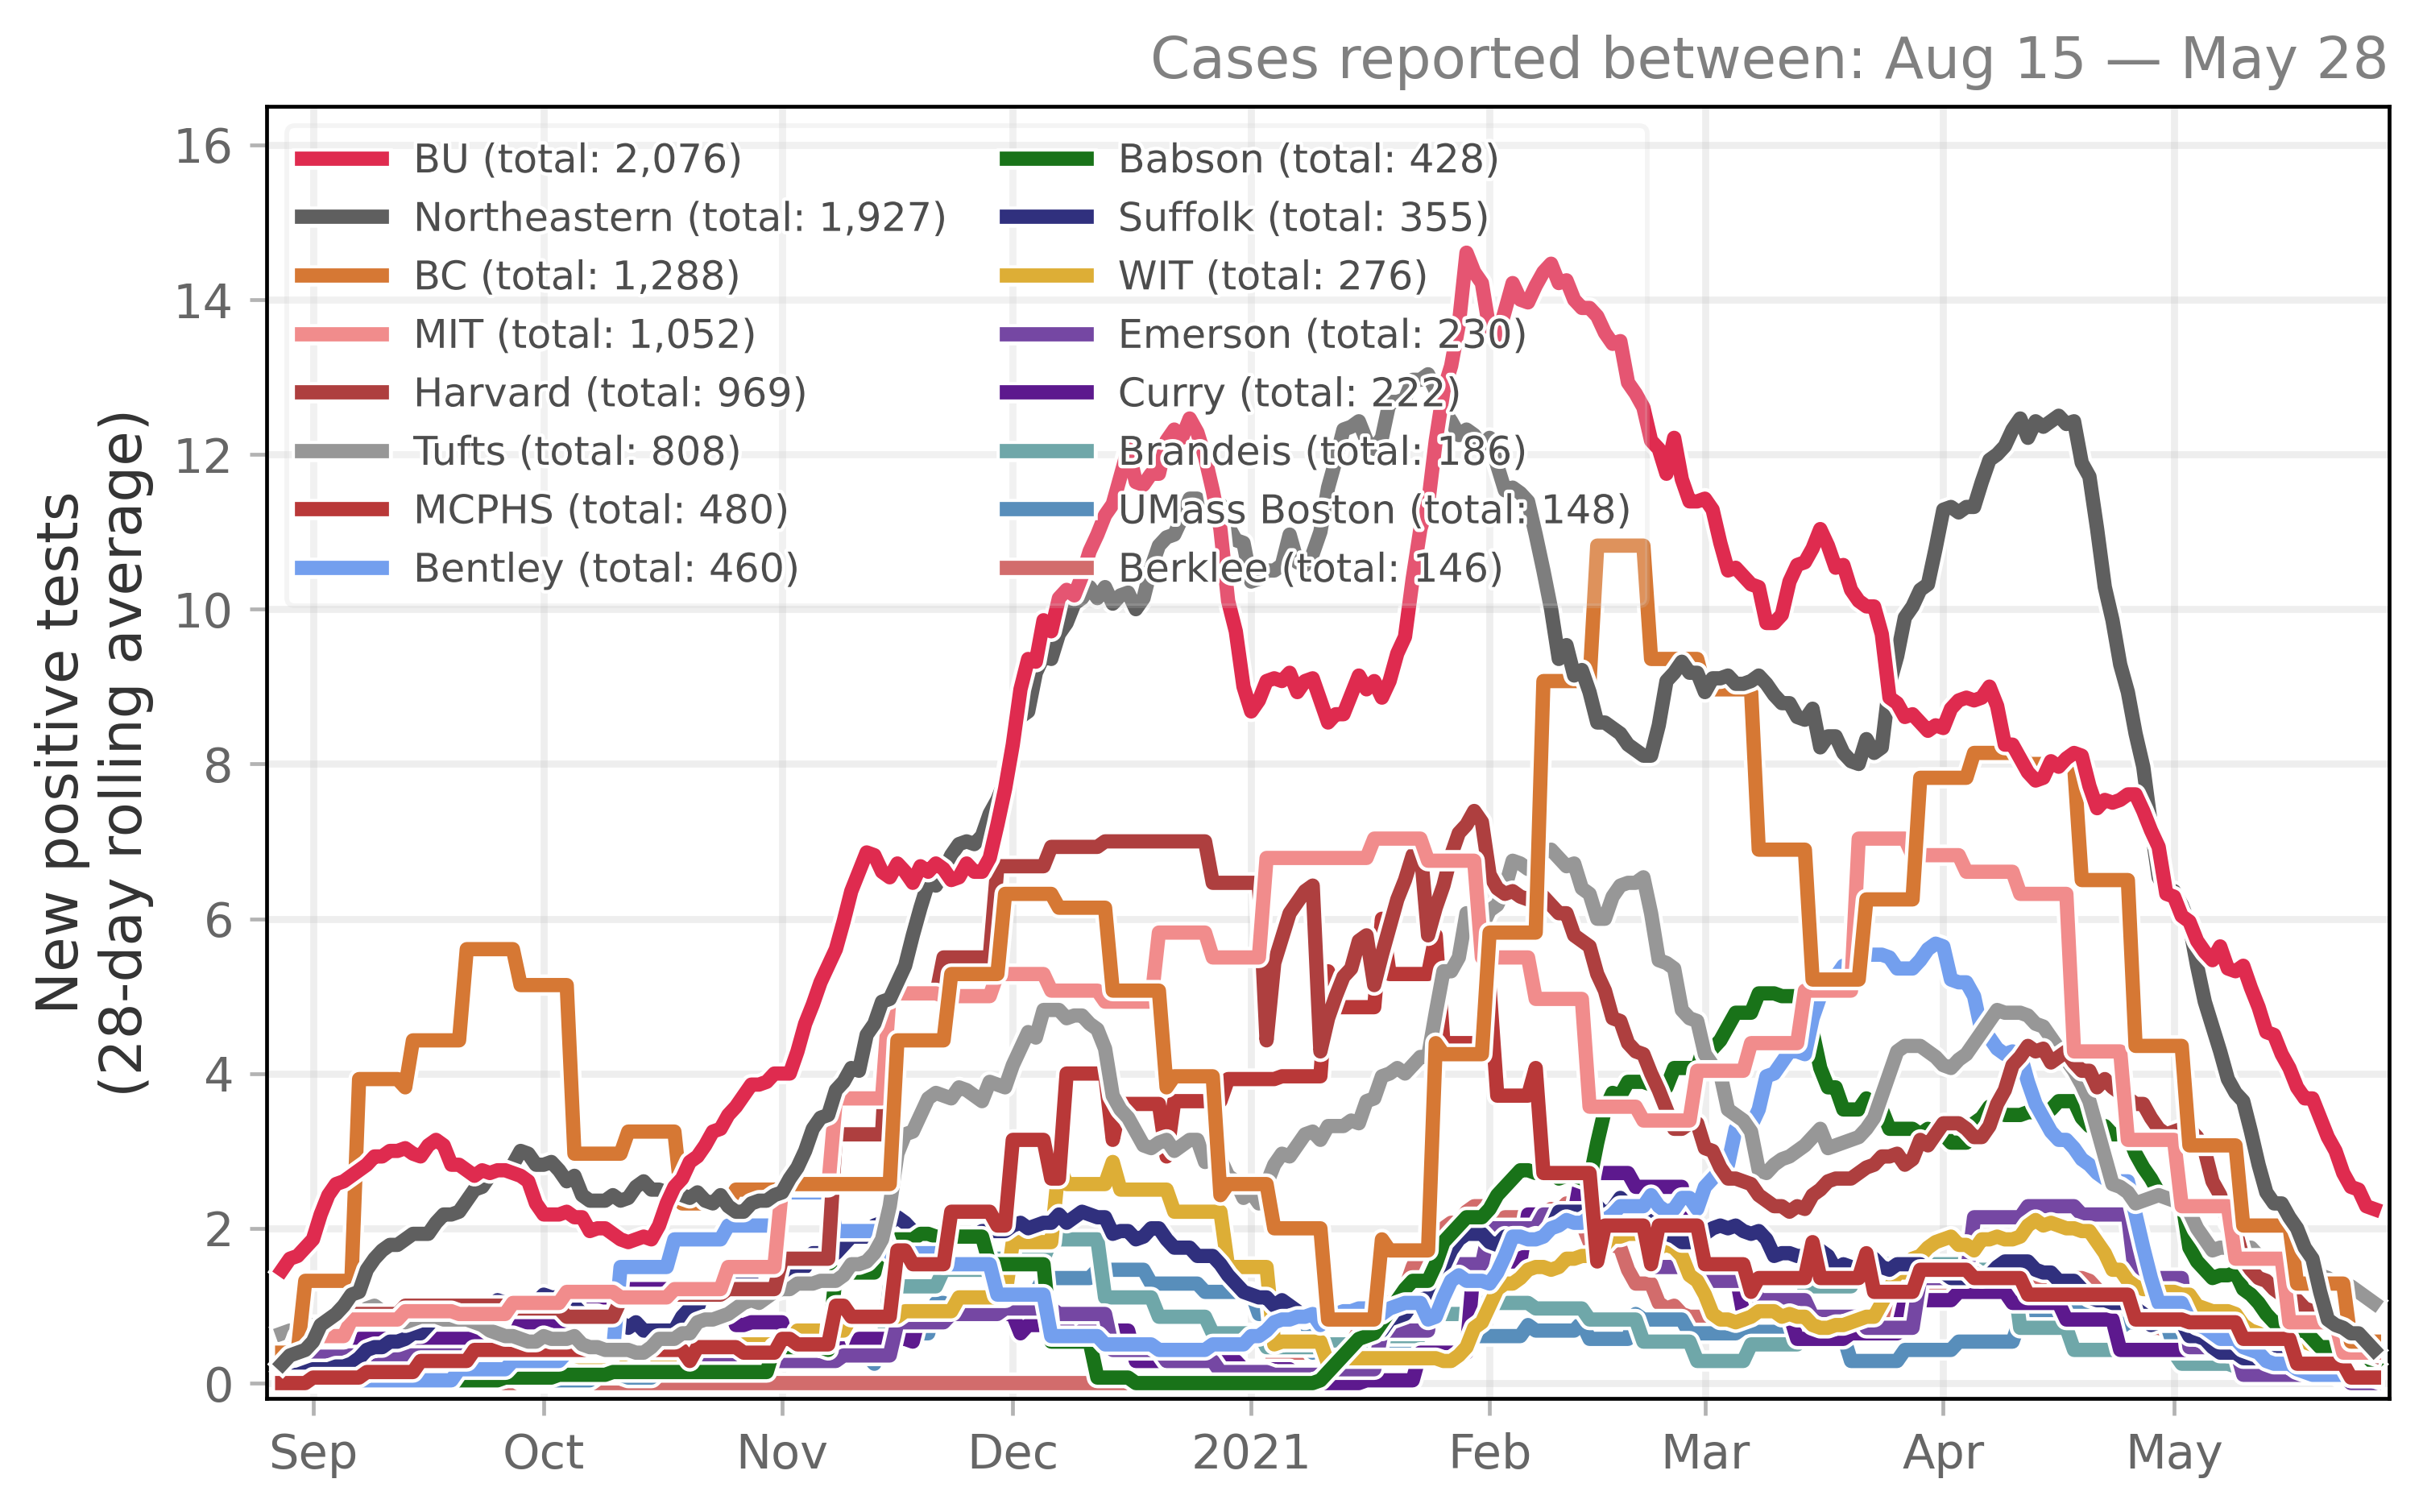 Cases reported between: Aug 15 — May 28
New positive tests
(28-day rolling average)
16
14
12
10
8
6
4
2
0
BU (total: 2,076)
Northeastern (total: 1,927)
BC (total: 1,288)
MIT (total: 1,052)
Harvard (total: 969)
Tufts (total: 808)
MCPHS (total: 480)
Bentley (total: 460)
Babson (total: 428)
Suffolk (total: 355)
WIT (total: 276)
Emerson (total: 230)
Curry (total: 222)
Brandeis (total: 186)
UMass Boston (total: 148)
Berklee (total: 146)
Sep Oct Nov Dec 2021 Feb Mar Apr May